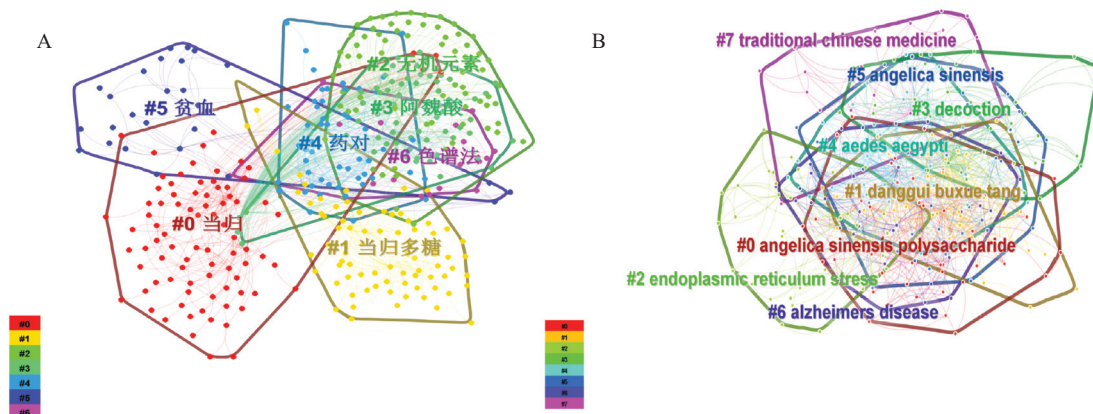 A
#2 无机元素
#3 阿魏酸
#5 贫血
#4 药对
#6 色谱法
#0 当归
#1 当归多糖
#0
#1
#2
#3
#4
#5
#6
B
#7 traditional chinese medicine
#5 angelica sinensis
#3 decoction
#4 aedes aegypti
#1 danggui buxue tang
#0 angelica sinensis polysaccharide
#2 endoplasmic reticulum stress
#6 alzheimers disease
#0
#1
#2
#3
#4
#5
#6
#7